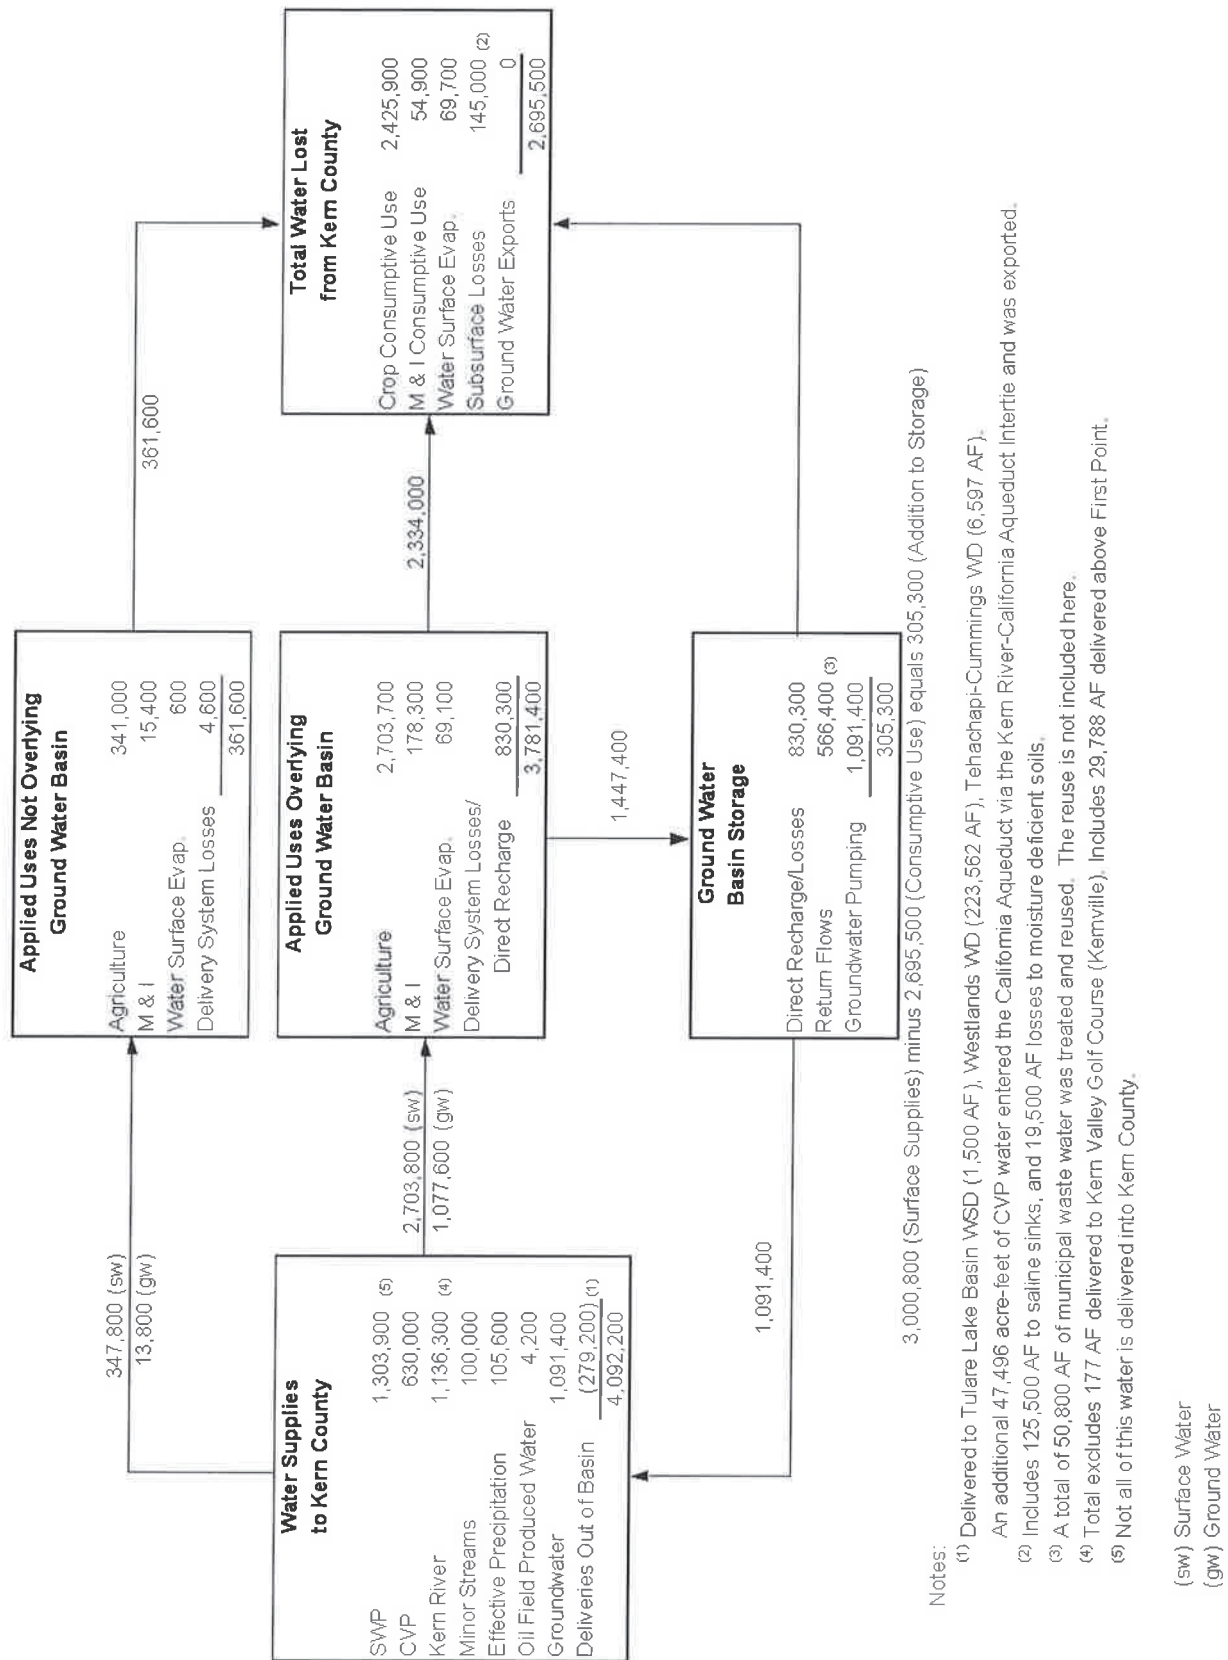 Water Supplies
to Kern County
SWP 1,303,900 (5)
CVP 630,000
Kern River 1,136,300 (4)
Minor Streams 100,000
Effective Precipitation 105,600
Oil Field Produced Water 4,200
Groundwater 1,091,400
Deliveries Out of Basin (279,200) (1)
4,092,200
347,800 (sw)
13,800 (gw)
2,703,800 (sw)
1,077,600 (gw)
1,091,400
Applied Uses Not Overlying
Ground Water Basin
Agriculture 341,000
M & I 15,400
Water Surface Evap. 600
Delivery System Losses 4,600
361,600
Applied Uses Overlying
Ground Water Basin
Agriculture 2,703,700
M & I 178,300
Water Surface Evap. 69,100
Delivery System Losses/
Direct Recharge 830,300
3,781,400
1,447,400
Ground Water
Basin Storage
Direct Recharge/Losses 830,300
Return Flows 566,400 (3)
Groundwater Pumping 1,091,400
305,300
361,600
2,334,000
Total Water Lost
from Kern County
Crop Consumptive Use 2,425,900
M & I Consumptive Use 54,900
Water Surface Evap. 69,700
Subsurface Losses 145,000 (2)
Ground Water Exports 0
2,695,500
3,000,800 (Surface Supplies) minus 2,695,500 (Consumptive Use) equals 305,300 (Addition to Storage)
Notes:
(1) Delivered to Tulare Lake Basin WSD (1,500 AF), Westlands WD (223,562 AF), Tehachapi-Cummings WD (6,597 AF).
An additional 47,496 acre-feet of CVP water entered the California Aqueduct via the Kern River-California Aqueduct Intertie and was exported.
(2) Includes 125,500 AF to saline sinks, and 19,500 AF losses to moisture deficient soils.
(3) A total of 50,800 AF of municipal waste water was treated and reused. The reuse is not included here.
(4) Total excludes 177 AF delivered to Kern Valley Golf Course (Kernville). Includes 29,788 AF delivered above First Point.
(5) Not all of this water is delivered into Kern County.
(sw) Surface Water
(gw) Ground Water